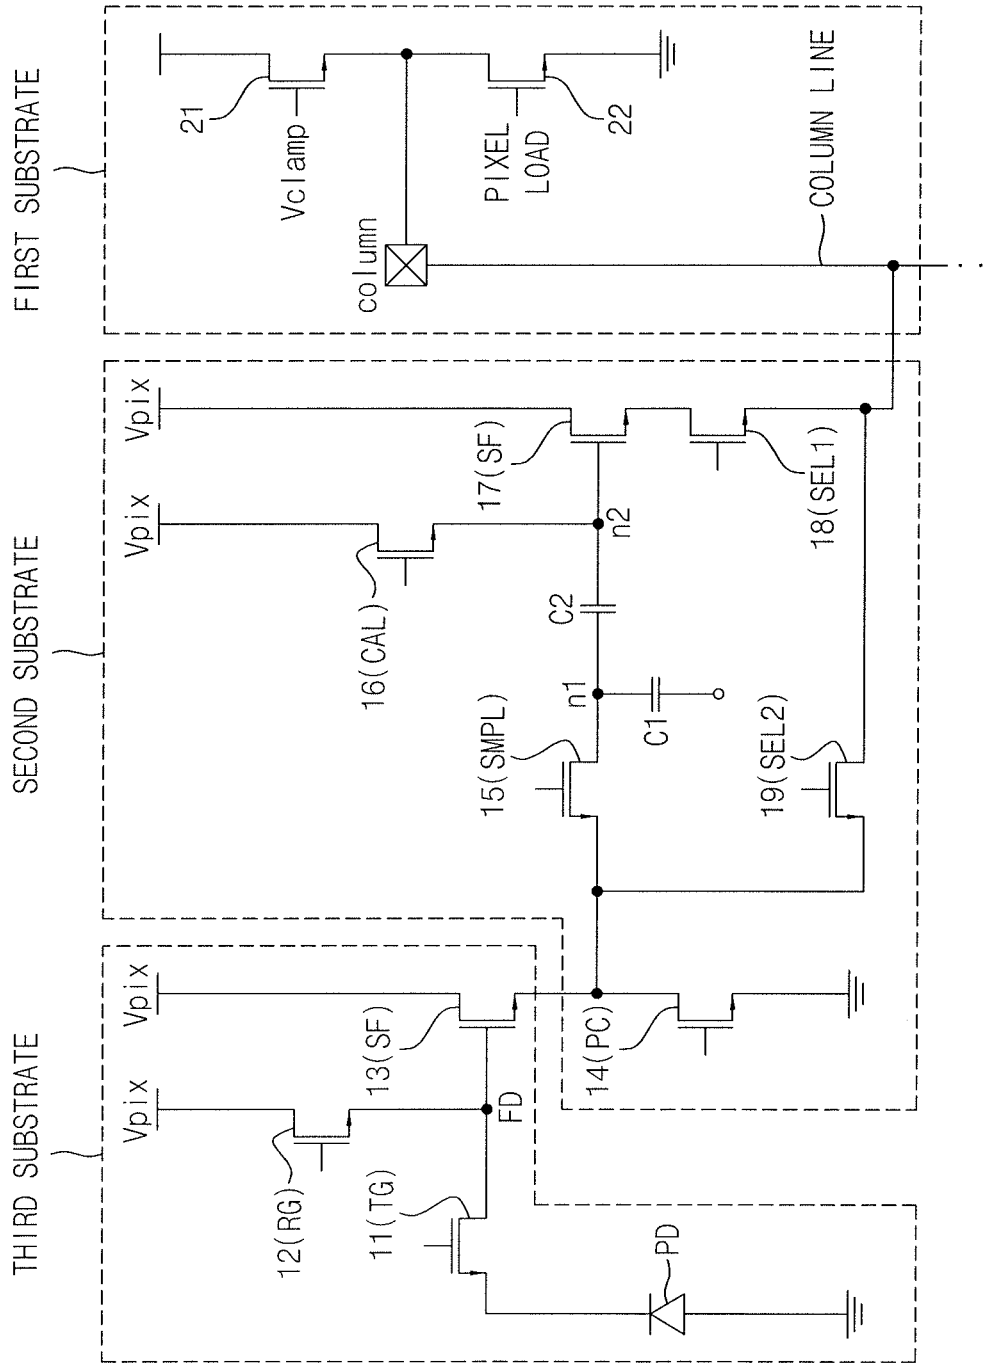 THIRD SUBSTRATE
SECOND SUBSTRATE
FIRST SUBSTRATE
Vpix
Vpix
12(RG)
13(SF)
11(TG)
FD
PD
14(PC)
Vpix
Vpix
16(CAL)
17(SF)
15(SMPL)
n1
C2
n2
C1
18(SEL1)
19(SEL2)
21
Vclamp
column
PIXEL
LOAD
22
COLUMN LINE